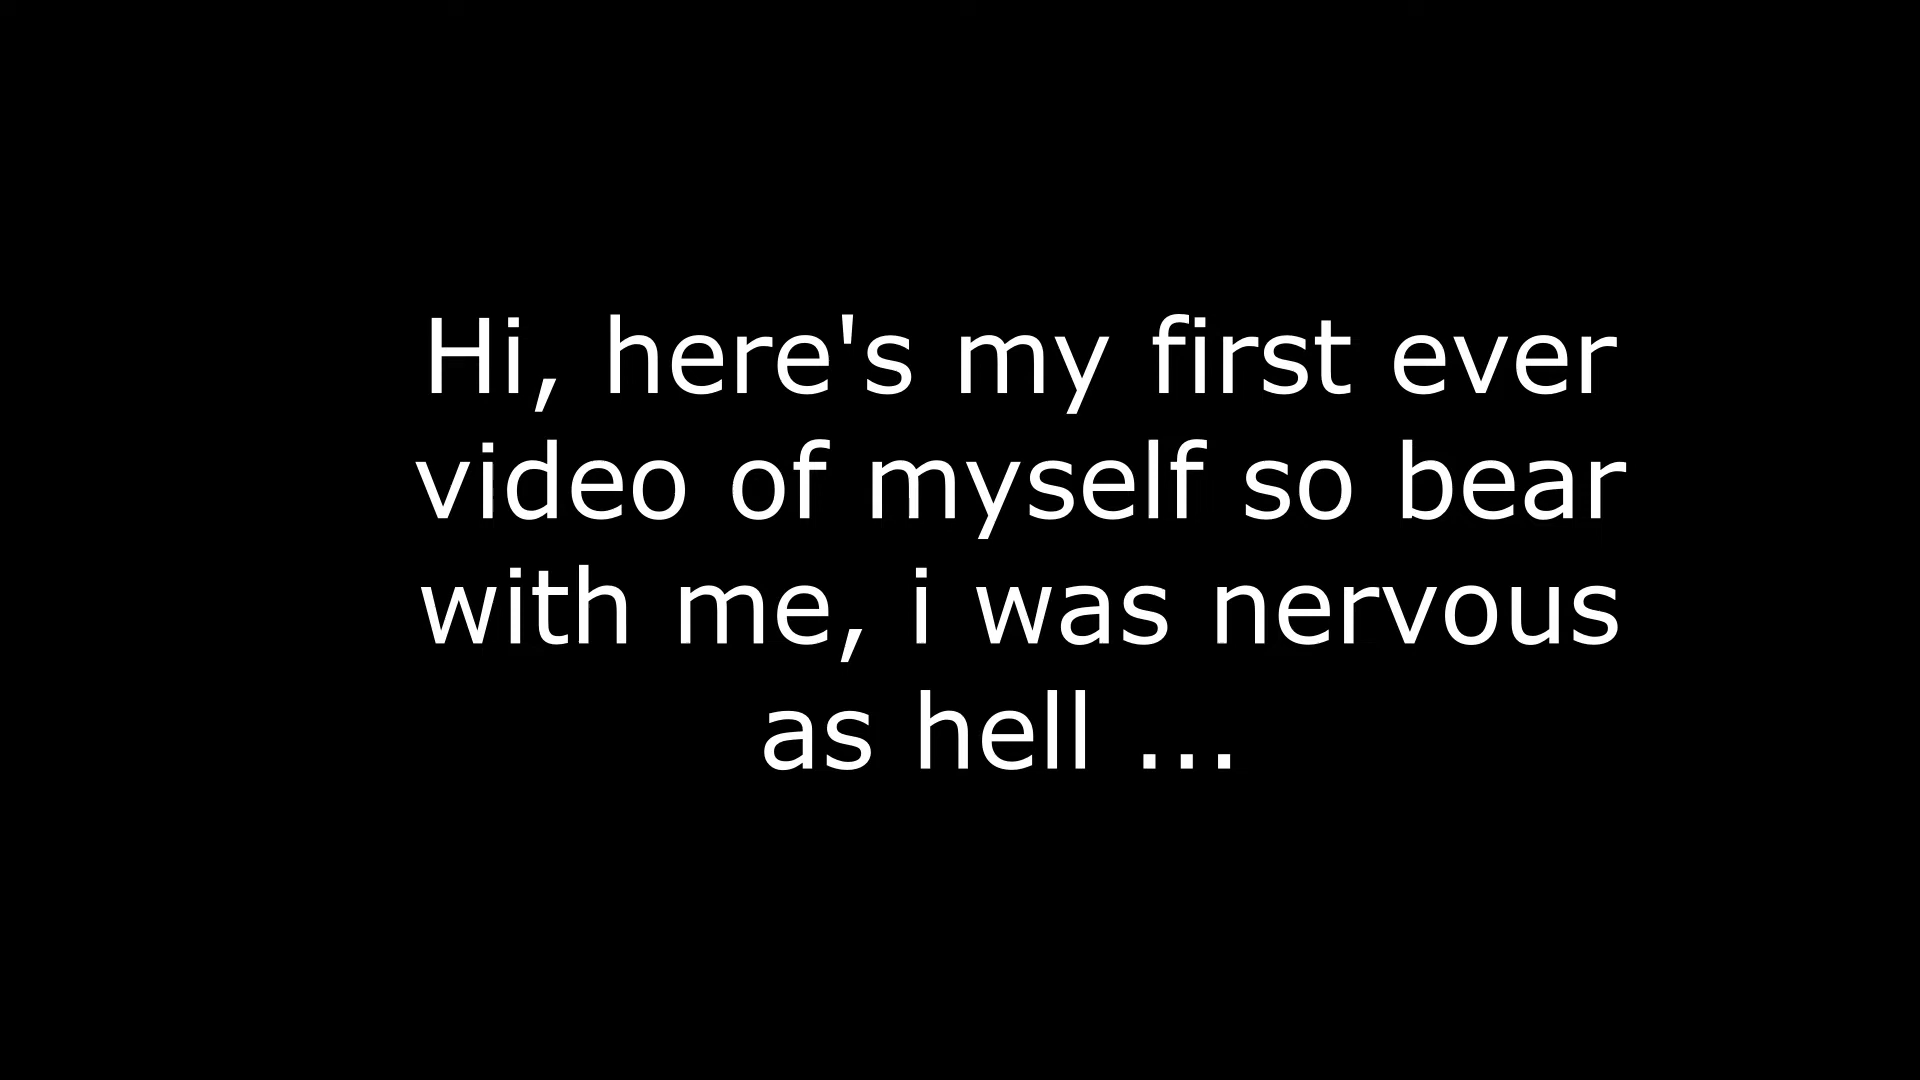 Hi, here's my first ever
video of myself so bear
with me, i was nervous
as hell ...